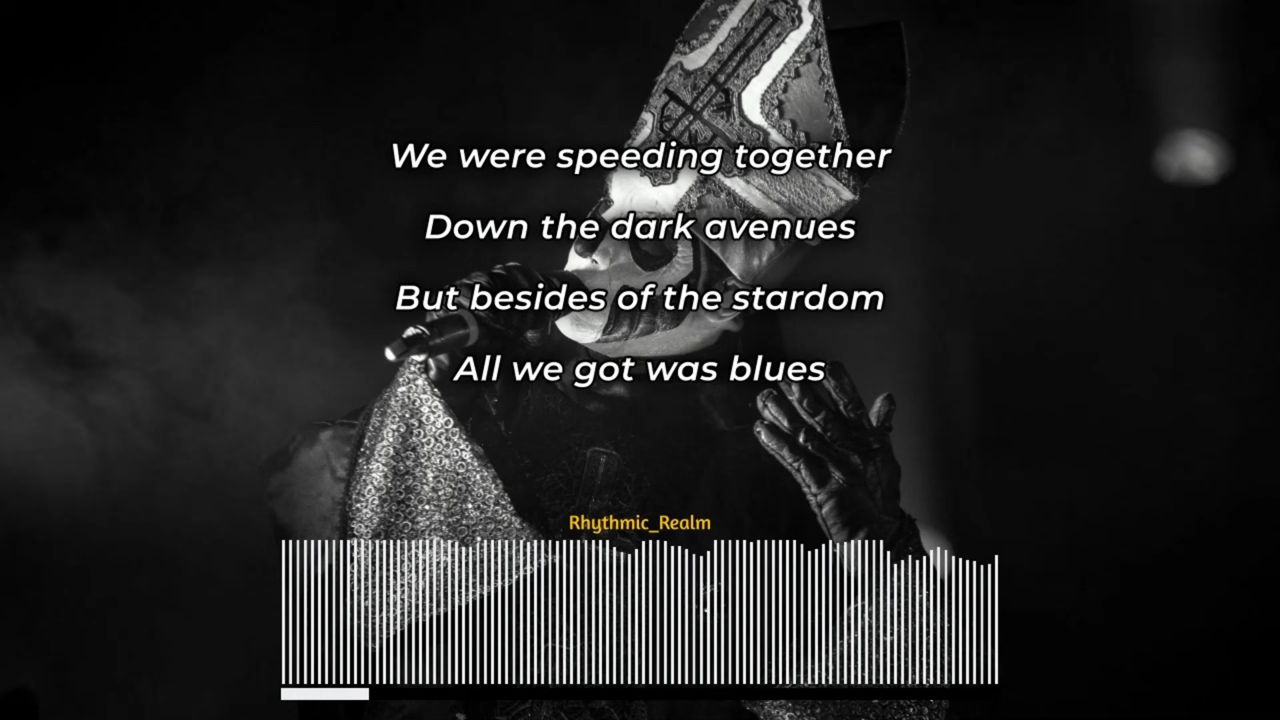 We were speeding together
Down the dark avenues
But besides of the stardom
All we got was blues
Rhythmic_Realm